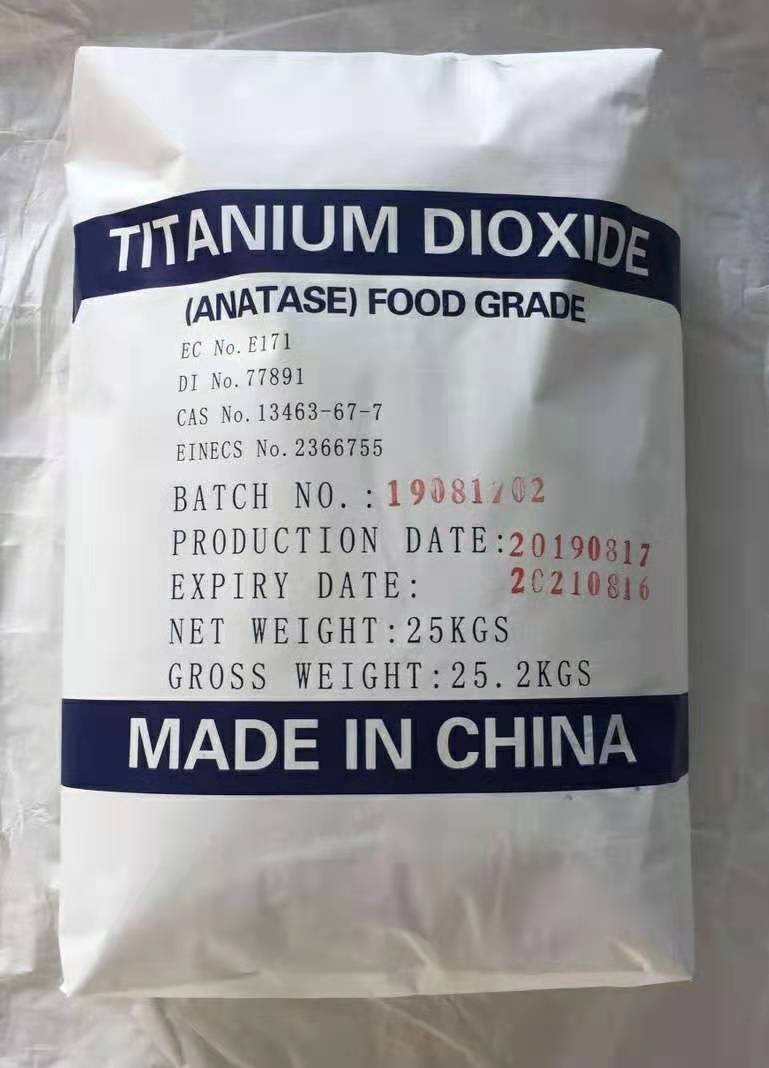 TITANIUM DIOXIDE
(ANATASE) FOOD GRADE
EC No. E171
DI No. 77891
CAS No. 13463-67-7
EINECS No. 2366755
BATCH NO.:
PRODUCTION DATE:20190817
EXPIRY DATE: 20210816
NET WEIGHT:25KGS
GROSS WEIGHT:25.2KGS
MADE IN CHINA